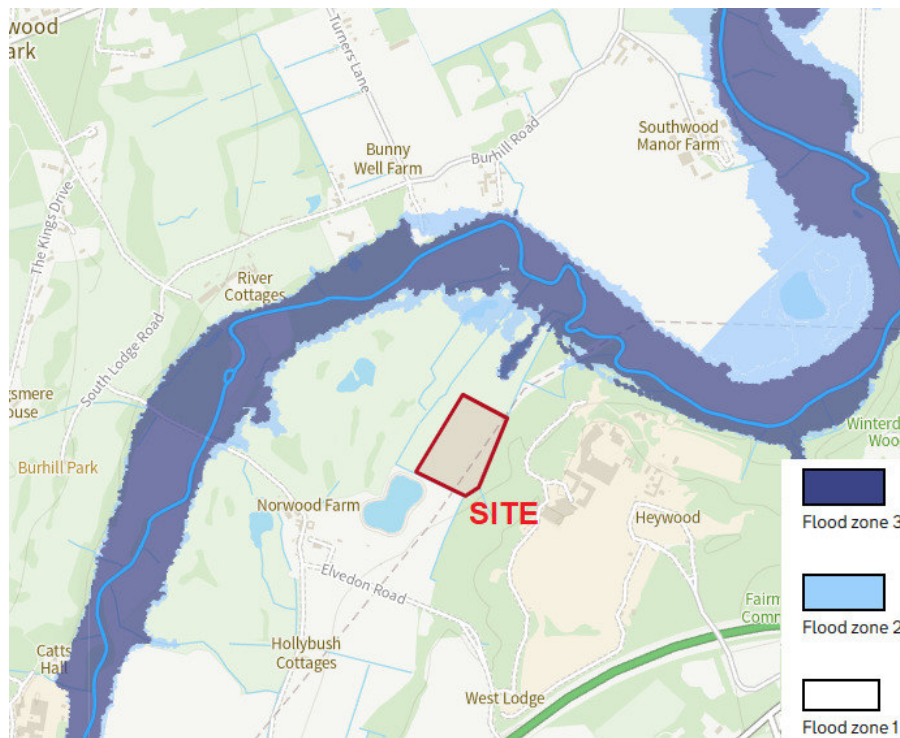 wood
ark
Turners Lane
Bunny
Well Farm
Burhill Road
Southwood
Manor Farm
The Kings Drive
River
Cottages
South Lodge Road
gsmere
ouse
Burhill Park
Winterd
Woo
SITE
Norwood Farm
Heywood
Elvedon Road
Catts
Hall
Hollybush
Cottages
West Lodge
Fairm
Comm
Flood zone 3
Flood zone 2
Flood zone 1